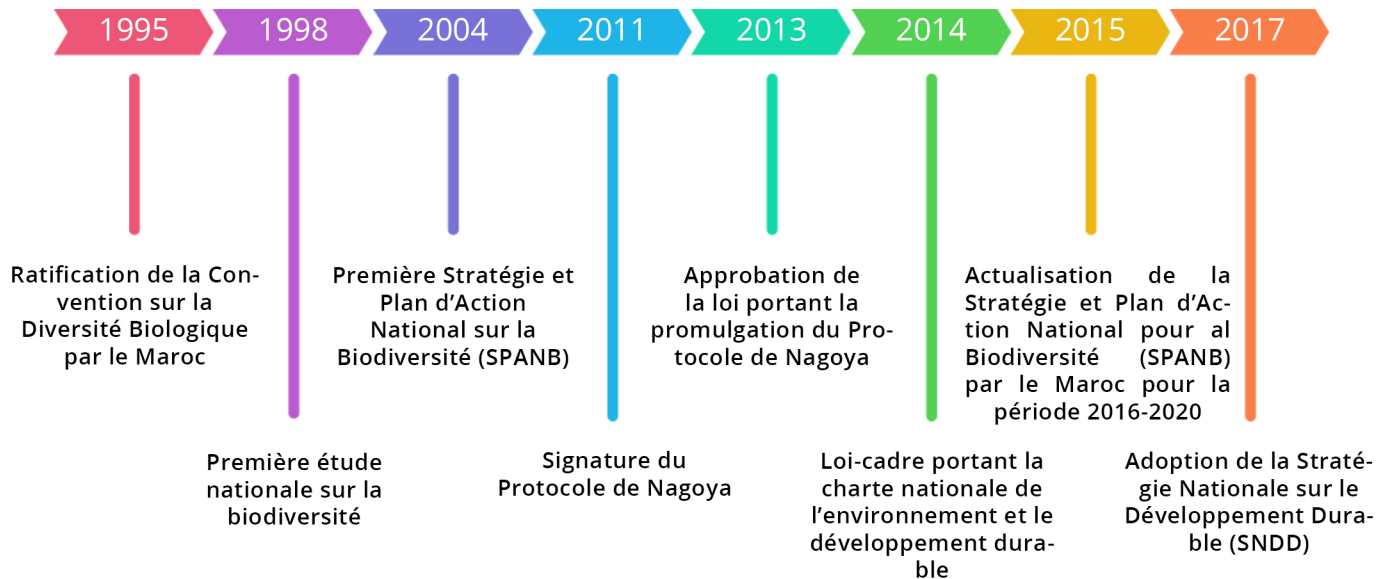 1995
1998
2004
2011
2013
2014
2015
2017
Ratification de la Con-
vention sur la
Diversité Biologique
par le Maroc
Première étude
nationale sur la
biodiversité
Première Stratégie et
Plan d’Action
National sur la
Biodiversité (SPANB)
Signature du
Protocole de Nagoya
Approbation de
la loi portant la
promulgation du Pro-
tocole de Nagoya
Loi-cadre portant la
charte nationale de
l’environnement et le
développement dura-
ble
Actualisation de la
Stratégie et Plan d’Ac-
tion National pour al
Biodiversité (SPANB)
par le Maroc pour la
période 2016-2020
Adoption de la Straté-
gie Nationale sur le
Développement Dura-
ble (SNDD)